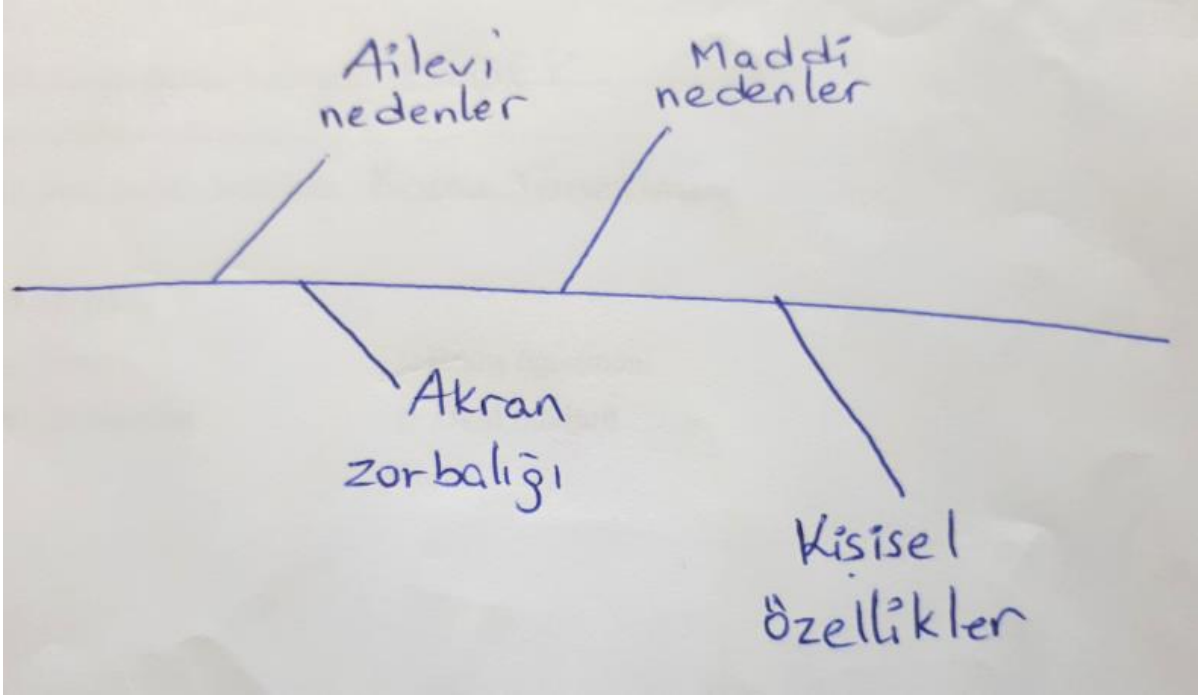 Ailevi
nedenler
Maddi
nedenler
Akran
zorbalığı
Kişisel
özellikler